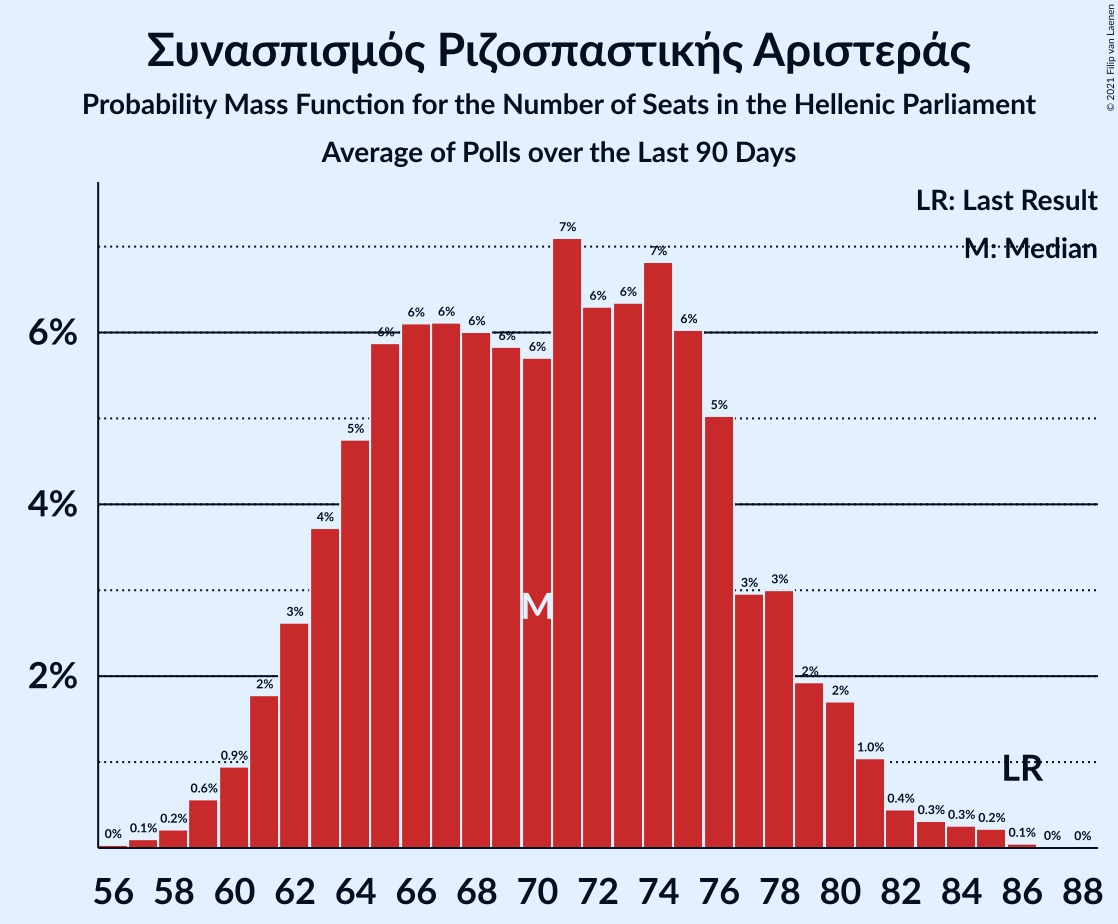 Συνασπισμός Ριζοσπαστικής Αριστεράς
Probability Mass Function for the Number of Seats in the Hellenic Parliament
Average of Polls over the Last 90 Days
© 2021 Filip van Laenen
LR: Last Result
M: Median
6%
4%
2%
0% 0.1% 0.2% 0.6% 0.9% 2% 3% 4% 5% 6% 6% 6% 6% 6% 6% 7% 6% 6% 7% 6% 5% 3% 3% 2% 2% 1.0% 0.4% 0.3% 0.3% 0.2% 0.1% 0% 0%
M
LR
56 58 60 62 64 66 68 70 72 74 76 78 80 82 84 86 88